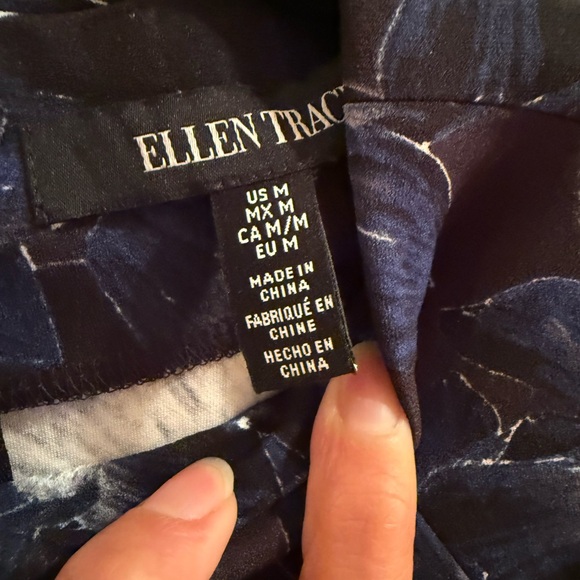 ELLEN TRAC
US M
MX M
CA M/M
EU M
MADE IN
CHINA
FABRIQUÉ EN
CHINE
HECHO EN
CHINA